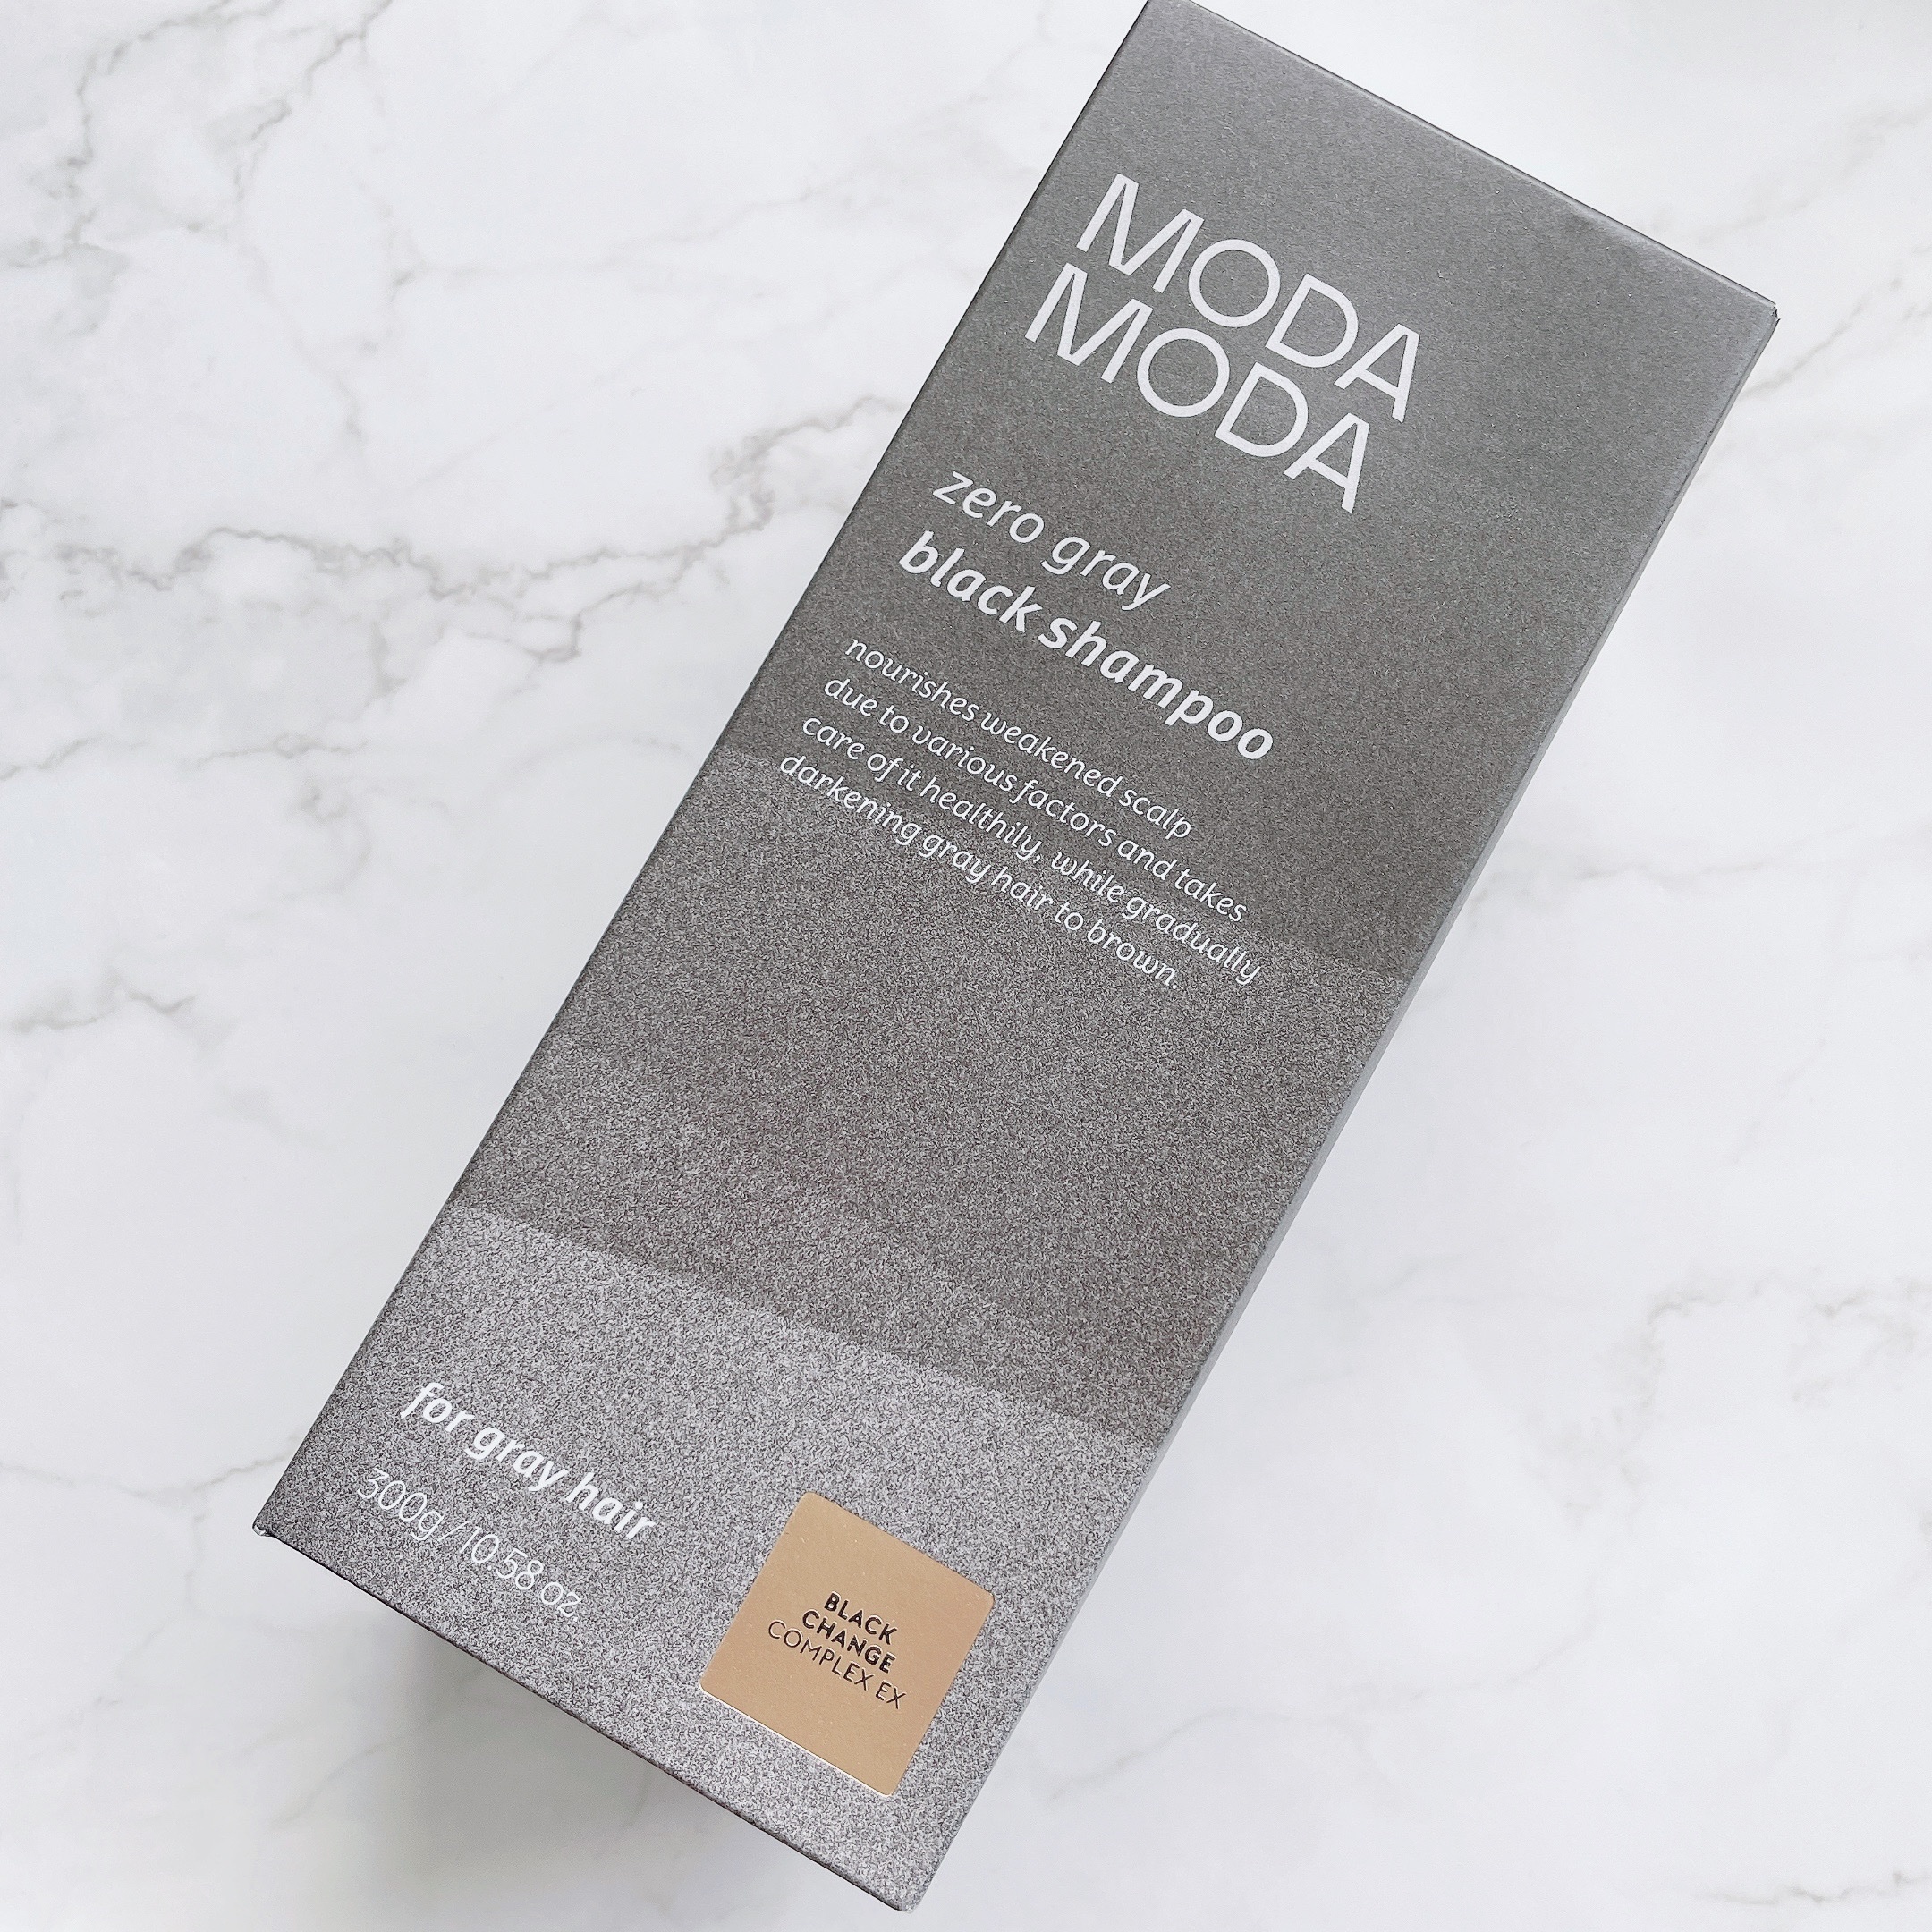 MODA
MODA
zero gray
black shampoo
nourishes weakened scalp
due to various factors and takes
care of it healthily, while gradually
darkening gray hair to brown.
for gray hair
300g / 10.58 oz.
BLACK
CHANGE
COMPLEX EX